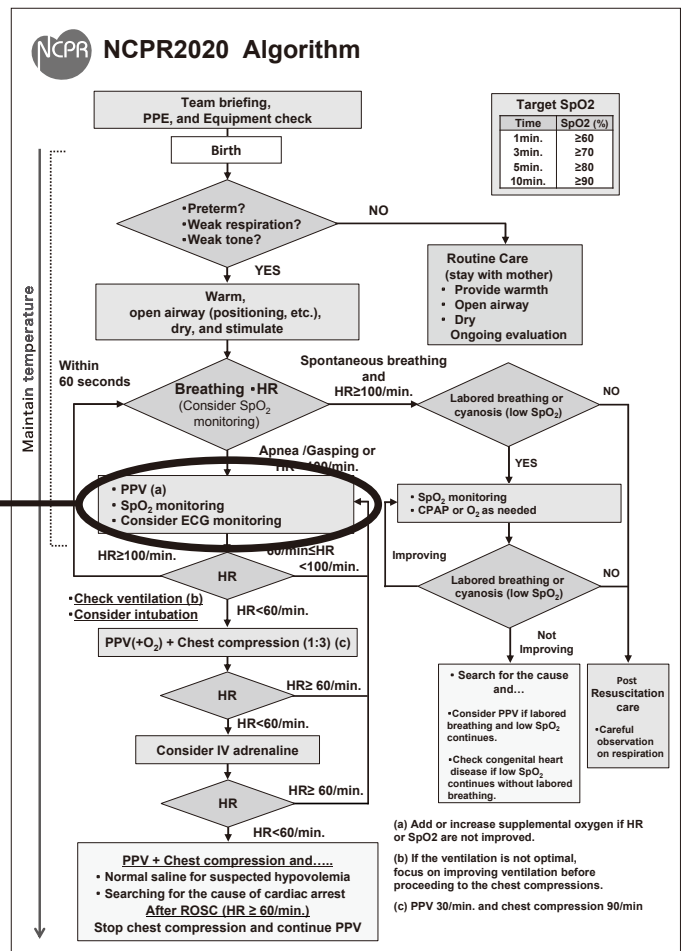 NCPR
NCPR2020 Algorithm
Team briefing,
PPE, and Equipment check
Target SpO2
Time SpO2 (%)
1min. ≥60
3min. ≥70
5min. ≥80
10min. ≥90
Birth
▪Preterm?
▪Weak respiration?
▪Weak tone?
NO
YES
Routine Care
(stay with mother)
• Provide warmth
• Open airway
• Dry
Ongoing evaluation
Maintain temperature
Warm,
open airway (positioning, etc.),
dry, and stimulate
Within
60 seconds
Breathing ▪HR
(Consider SpO2
monitoring)
Spontaneous breathing
and
HR≥100/min.
Labored breathing or
cyanosis (low SpO2)
NO
YES
Apnea /Gasping or
• PPV (a)
• SpO2 monitoring
• Consider ECG monitoring
• SpO2 monitoring
• CPAP or O2 as needed
HR≥100/min.
60/min≤HR
<100/min.
HR
Improving
Labored breathing or
cyanosis (low SpO2)
NO
▪Check ventilation (b)
▪Consider intubation
HR<60/min.
Not
Improving
PPV(+O2) + Chest compression (1:3) (c)
HR
HR≥ 60/min.
HR<60/min.
• Search for the cause
and…
▪Consider PPV if labored
breathing and low SpO2
continues.
▪Check congenital heart
disease if low SpO2
continues without labored
breathing.
Post
Resuscitation
care
▪Careful
observation
on respiration
Consider IV adrenaline
HR
HR≥ 60/min.
HR<60/min.
PPV + Chest compression and…..
• Normal saline for suspected hypovolemia
• Searching for the cause of cardiac arrest
After ROSC (HR ≥ 60/min.)
Stop chest compression and continue PPV
(a) Add or increase supplemental oxygen if HR
or SpO2 are not improved.
(b) If the ventilation is not optimal,
focus on improving ventilation before
proceeding to the chest compressions.
(c) PPV 30/min. and chest compression 90/min